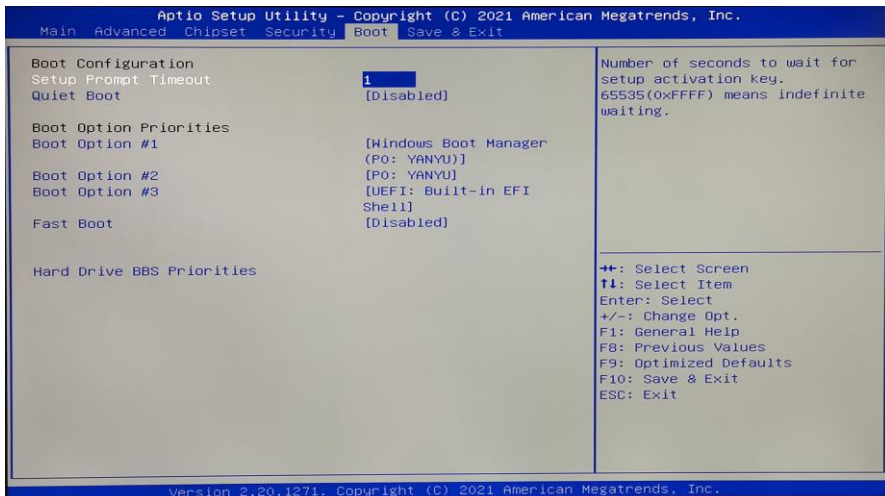 Aptio Setup Utility – Copyright (C) 2021 American Megatrends, Inc.
Main Advanced Chipset Security Boot Save & Exit
Boot Configuration
Setup Prompt Timeout 1
Quiet Boot [Disabled]
Boot Option Priorities
Boot Option #1 [Windows Boot Manager
(P0: YANYU)]
Boot Option #2 [P0: YANYU]
Boot Option #3 [UEFI: Built-in EFI
Shell]
Fast Boot [Disabled]
Hard Drive BBS Priorities
Number of seconds to wait for
setup activation key.
65535(0xFFFF) means indefinite
waiting.
→←: Select Screen
↑↓: Select Item
Enter: Select
+/-: Change Opt.
F1: General Help
F8: Previous Values
F9: Optimized Defaults
F10: Save & Exit
ESC: Exit
Version 2.20.1271. Copyright (C) 2021 American Megatrends, Inc.